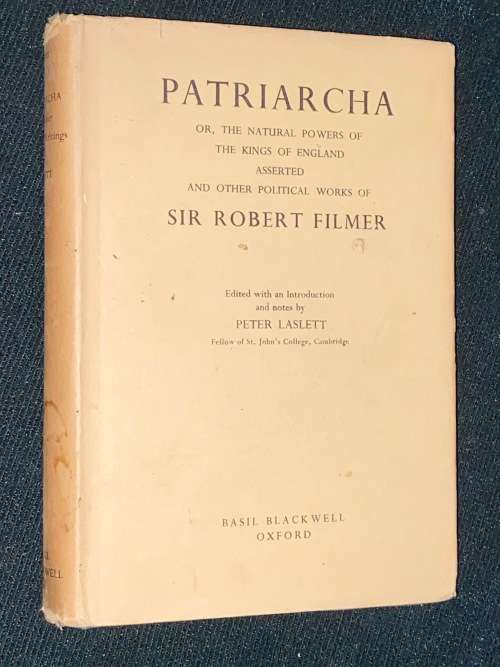 PATRIARCHA
OR, THE NATURAL POWERS OF
THE KINGS OF ENGLAND
ASSERTED
AND OTHER POLITICAL WORKS OF
SIR ROBERT FILMER
Edited with an Introduction
and notes by
PETER LASLETT
Fellow of St. John's College, Cambridge
BASIL BLACKWELL
OXFORD